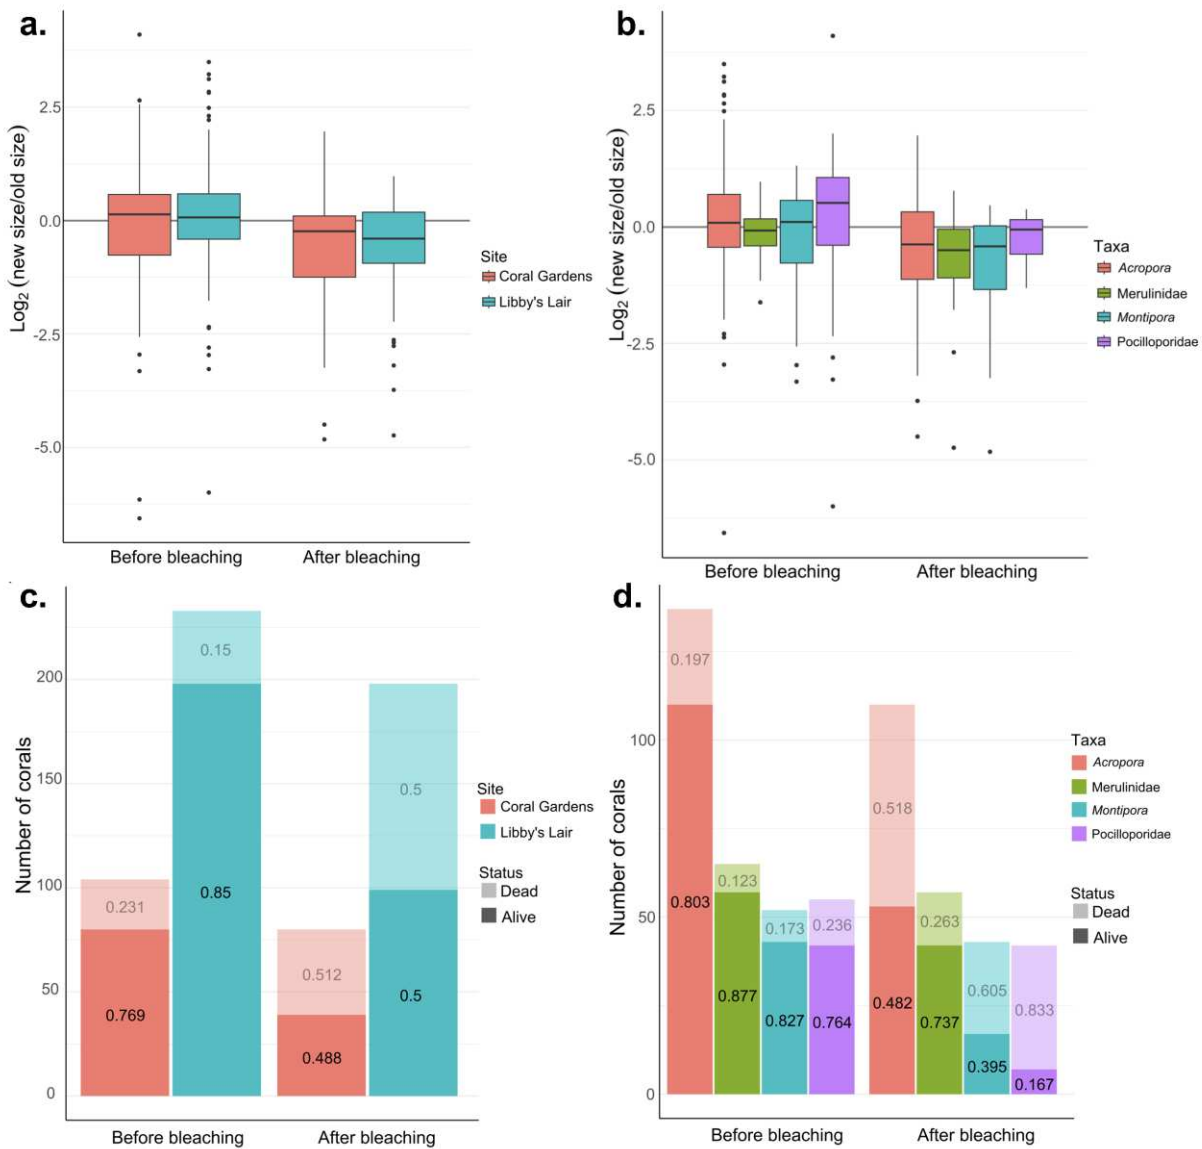 a.
Log2 (new size/old size)
2.5
0.0
-2.5
-5.0
Before bleaching
After bleaching
Site
Coral Gardens
Libby's Lair
b.
Log2 (new size/old size)
2.5
0.0
-2.5
-5.0
Before bleaching
After bleaching
Taxa
Acropora
Merulinidae
Montipora
Pocilloporidae
c.
Number of corals
200
150
100
50
0
0.15
0.85
0.231
0.769
0.512
0.488
0.5
0.5
Before bleaching
After bleaching
Site
Coral Gardens
Libby's Lair
Status
Dead
Alive
d.
Number of corals
100
50
0
0.197
0.803
0.123
0.877
0.173
0.827
0.236
0.764
0.518
0.482
0.263
0.737
0.605
0.395
0.833
0.167
Before bleaching
After bleaching
Taxa
Acropora
Merulinidae
Montipora
Pocilloporidae
Status
Dead
Alive